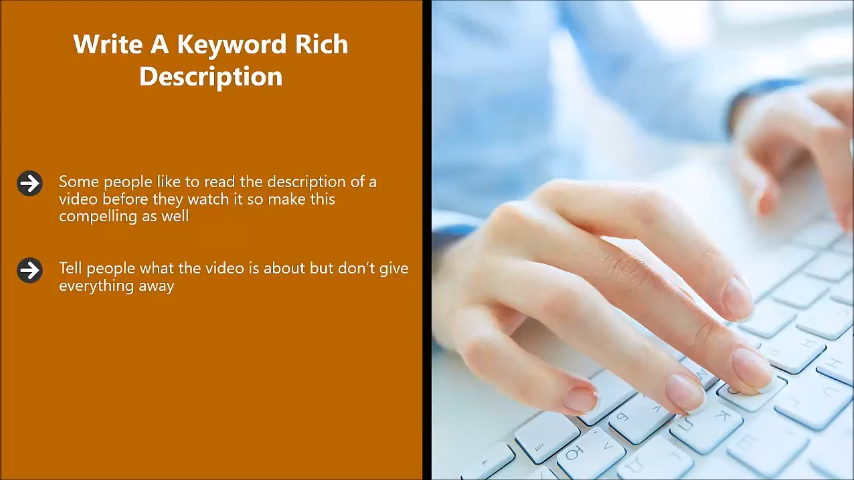 Write A Keyword Rich
Description
Some people like to read the description of a
video before they watch it so make this
compelling as well
Tell people what the video is about but don't give
everything away